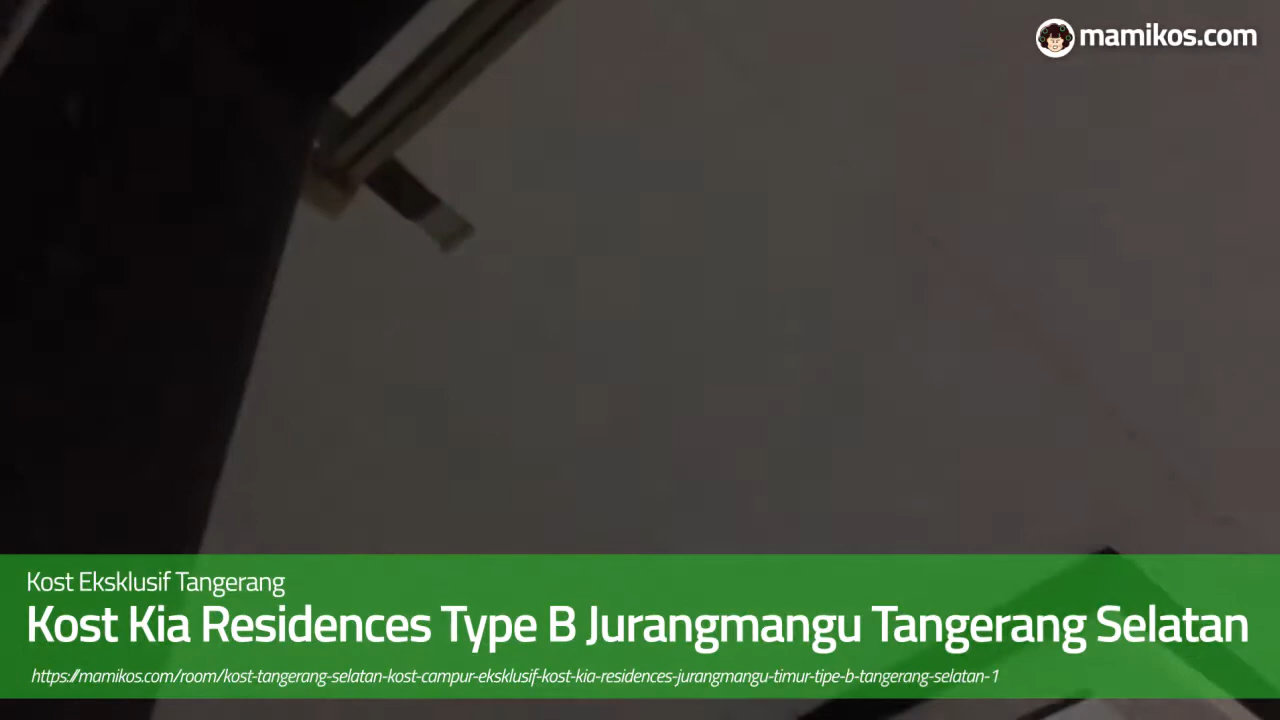 mamikos.com
Kost Eksklusif Tangerang
Kost Kia Residences Type B Jurangmangu Tangerang Selatan
https://mamikos.com/room/kost-tangerang-selatan-kost-campur-eksklusif-kost-kia-residences-jurangmangu-timur-tipe-b-tangerang-selatan-1